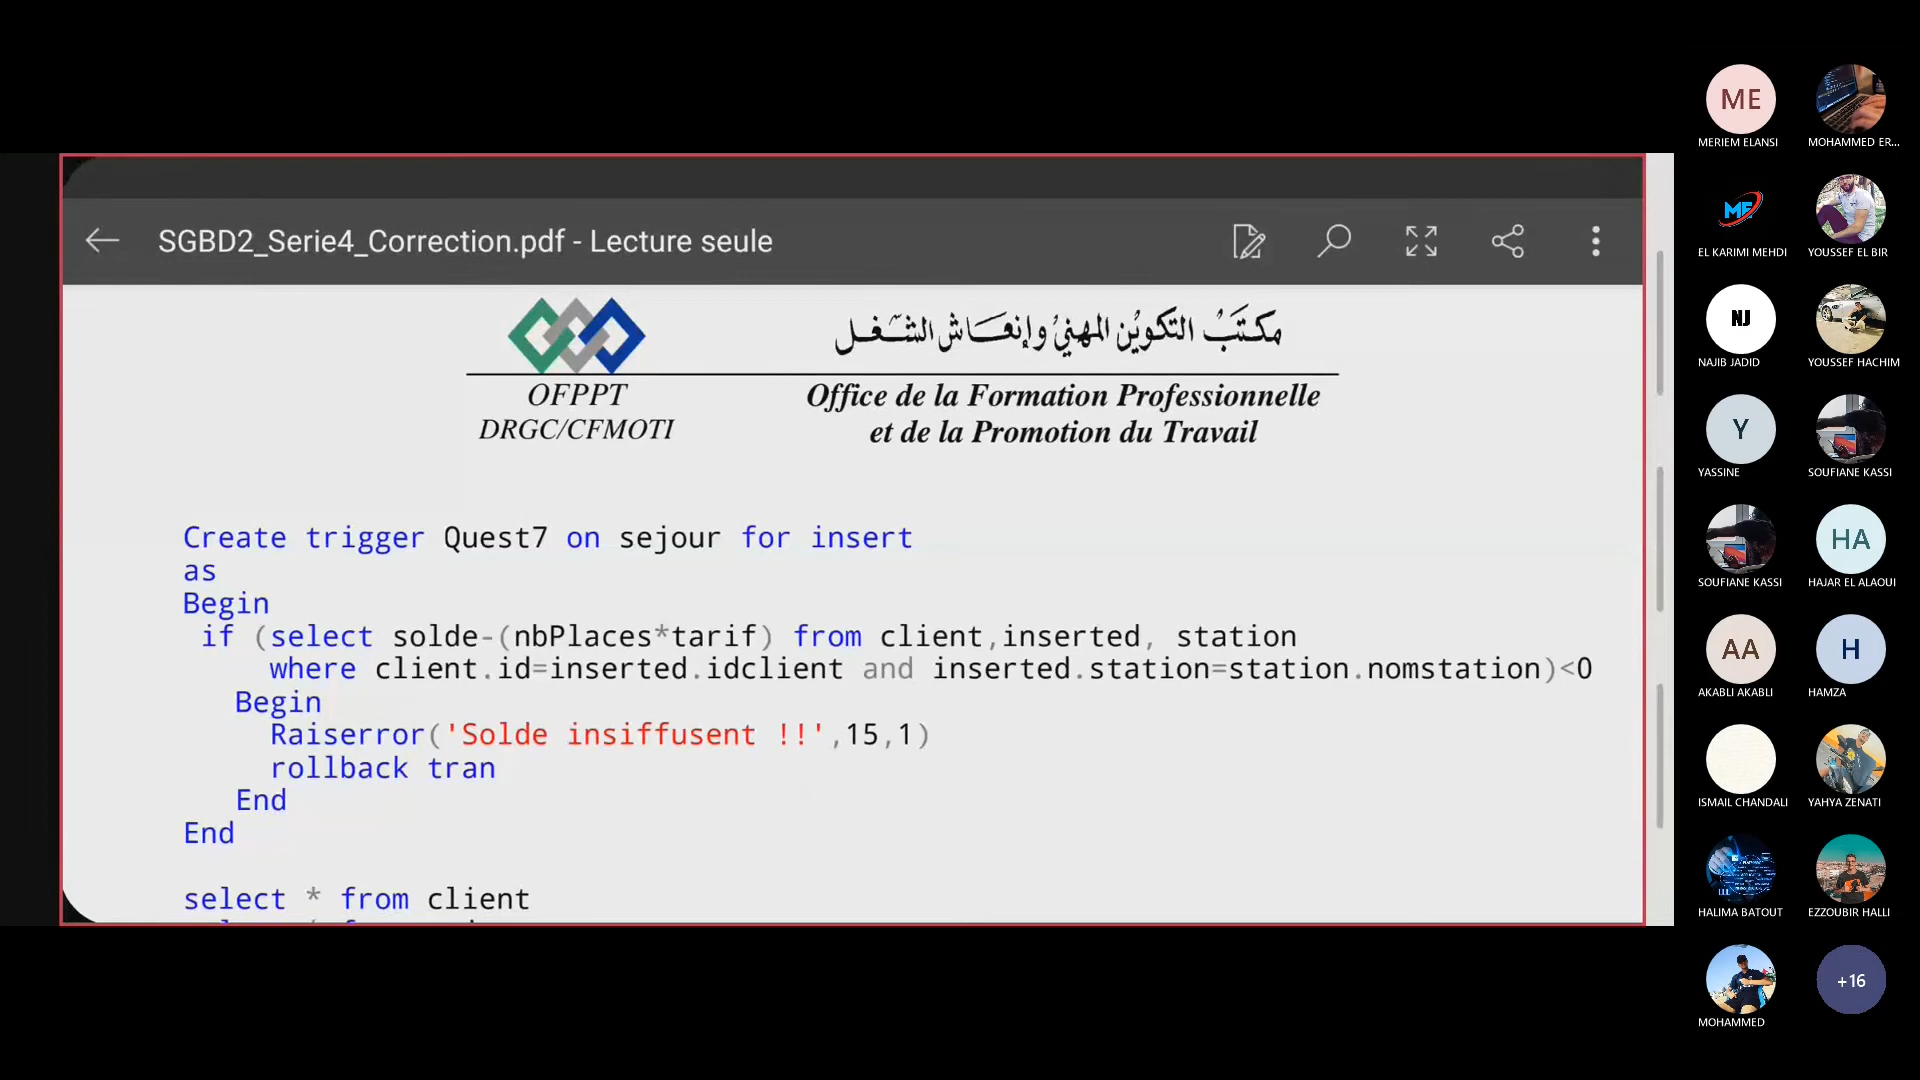 SGBD2_Serie4_Correction.pdf - Lecture seule
مكتب التكوين المهني وإنعاش الشغل
OFPPT
DRGC/CFMOTI
Office de la Formation Professionnelle
et de la Promotion du Travail
Create trigger Quest7 on sejour for insert
as
Begin
if (select solde-(nbPlaces*tarif) from client,inserted, station
where client.id=inserted.idclient and inserted.station=station.nomstation)<0
Begin
Raiserror('Solde insiffusent !!',15,1)
rollback tran
End
End
select * from client
ME
MERIEM ELANSI
MOHAMMED ER...
ME
EL KARIMI MEHDI
YOUSSEF EL BIR
NJ
NAJIB JADID
YOUSSEF HACHIM
Y
YASSINE
SOUFIANE KASSI
SOUFIANE KASSI
HA
HAJAR EL ALAOUI
AA
AKABLI AKABLI
H
HAMZA
ISMAIL CHANDALI
YAHYA ZENATI
HALIMA BATOUT
EZZOUBIR HALLI
MOHAMMED
+16